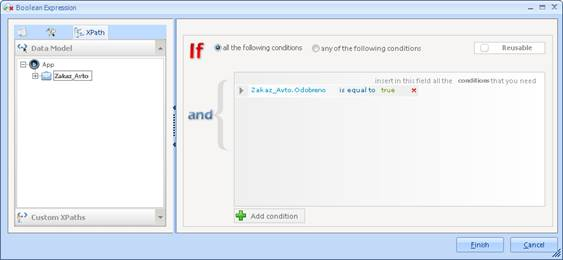 Boolean Expression
XPath
Data Model
App
Zakaz_Avto
Custom XPaths
If
all the following conditions
any of the following conditions
Reusable
insert in this field all the conditions that you need
Zakaz_Avto.Odobreno is equal to true
and
Add condition
Finish
Cancel